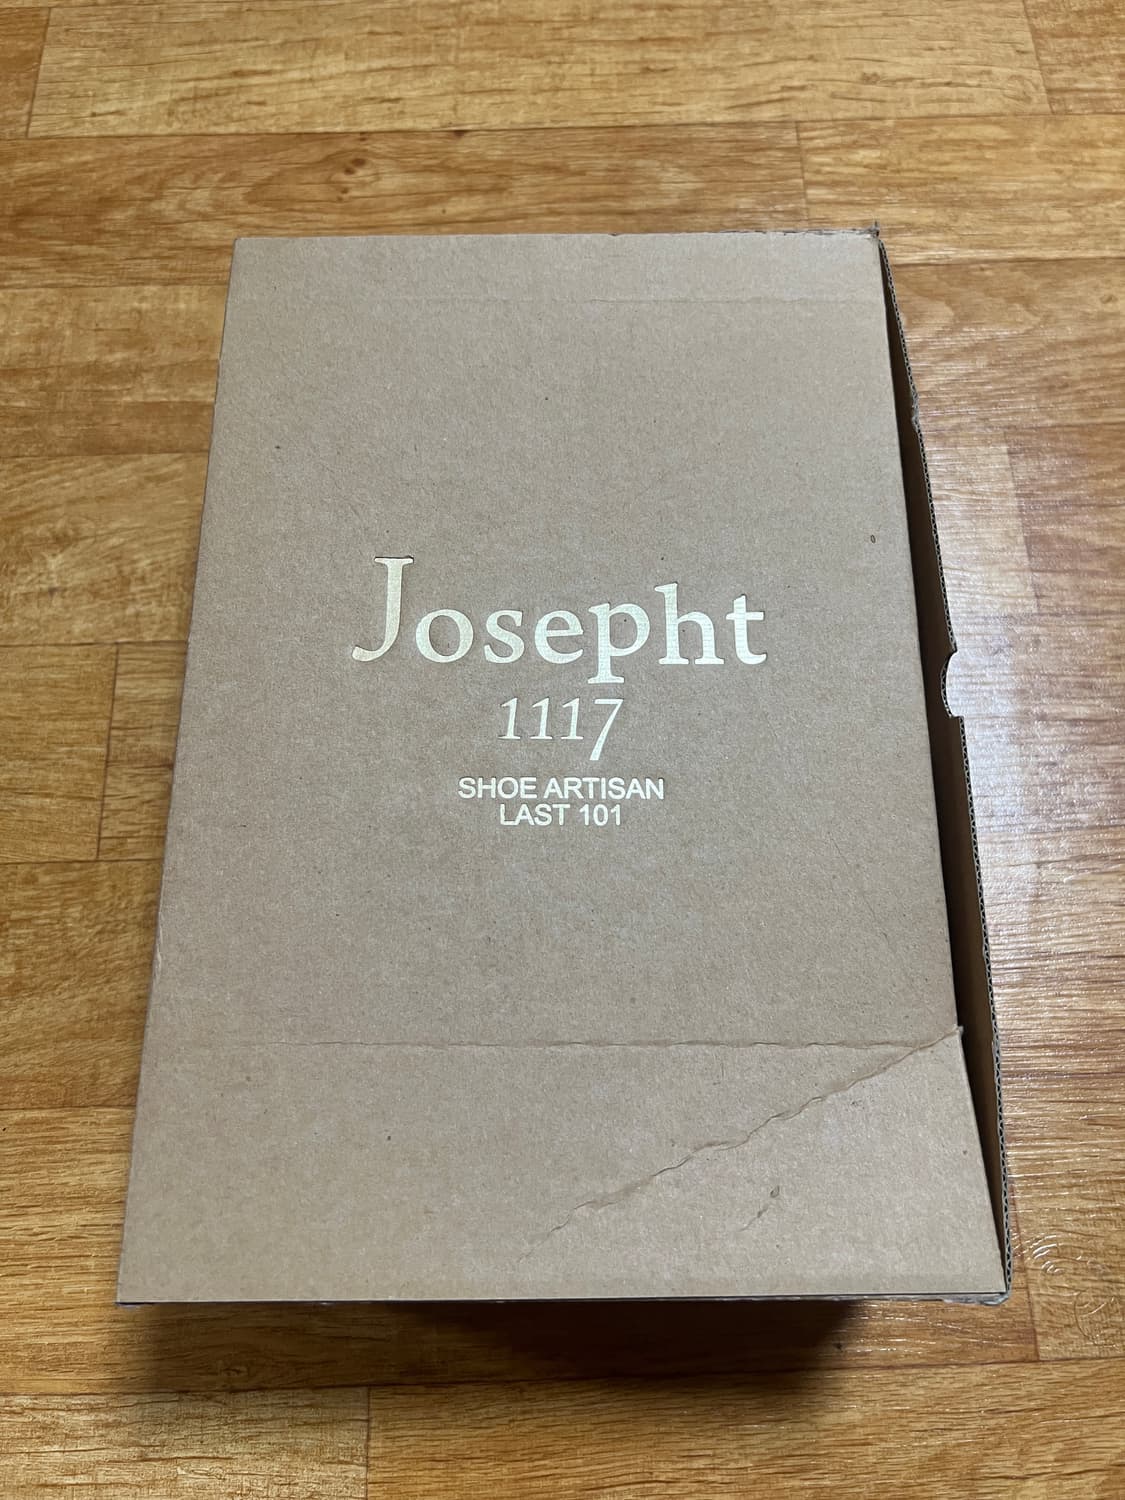 Josepht
1117
SHOE ARTISAN
LAST 101